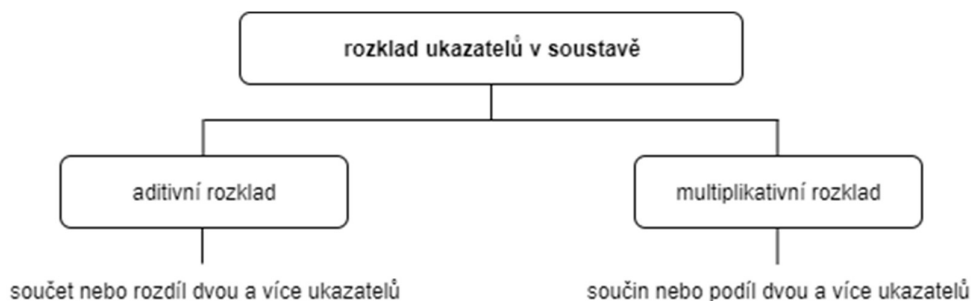 rozklad ukazatelů v soustavě
aditivní rozklad
multiplikativní rozklad
součet nebo rozdíl dvou a více ukazatelů
součin nebo podíl dvou a více ukazatelů